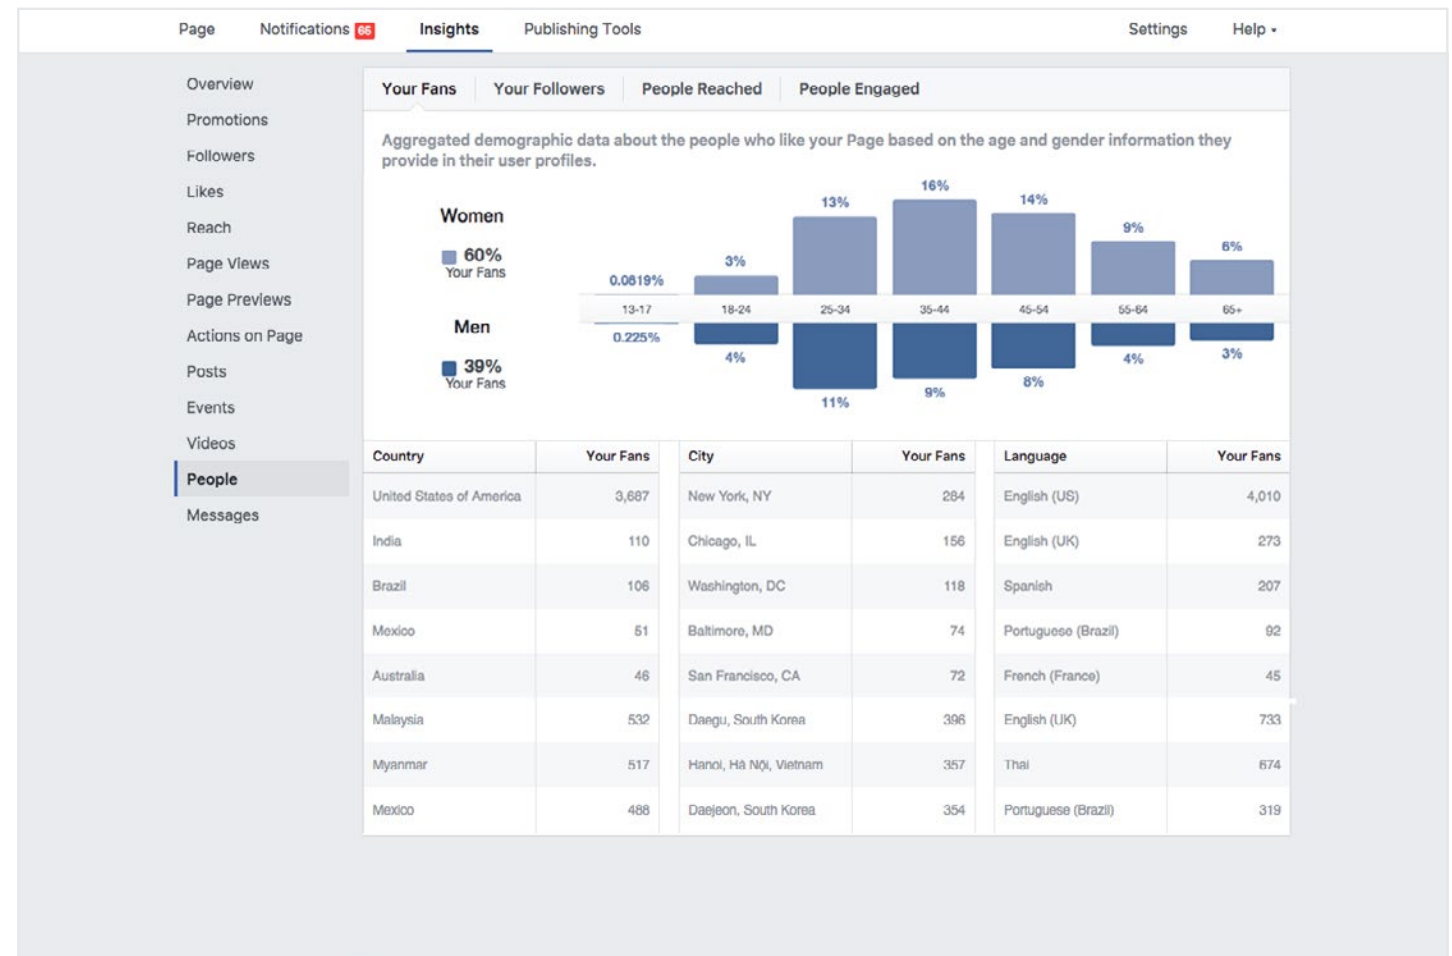 Page Notifications 65 Insights Publishing Tools Settings Help
Overview
Promotions
Followers
Likes
Reach
Page Views
Page Previews
Actions on Page
Posts
Events
Videos
People
Messages
Your Fans Your Followers People Reached People Engaged
Aggregated demographic data about the people who like your Page based on the age and gender information they
provide in their user profiles.
Women
60%
Your Fans
0.0819% 3% 13% 16% 14% 9% 6%
13-17 18-24 25-34 35-44 45-54 55-64 65+
Men
39%
Your Fans
0.225% 4% 11% 9% 8% 4% 3%
Country Your Fans City Your Fans Language Your Fans
United States of America 3,687 New York, NY 284 English (US) 4,010
India 110 Chicago, IL 156 English (UK) 273
Brazil 106 Washington, DC 118 Spanish 207
Mexico 51 Baltimore, MD 74 Portuguese (Brazil) 92
Australia 46 San Francisco, CA 72 French (France) 45
Malaysia 532 Daegu, South Korea 396 English (UK) 733
Myanmar 517 Hanoi, Hà Nội, Vietnam 357 Thai 674
Mexico 488 Daejeon, South Korea 354 Portuguese (Brazil) 319